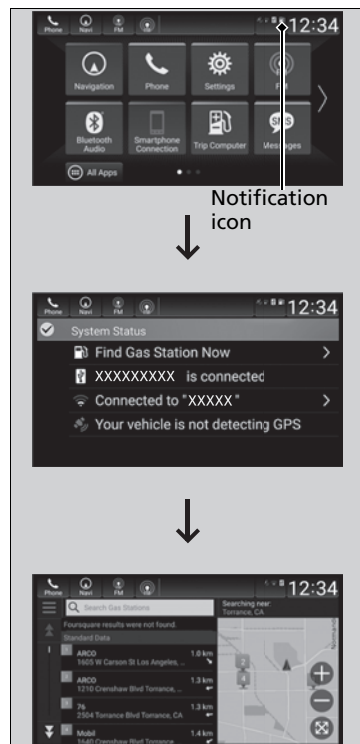 Phone Navi FM 12:34
Navigation Phone Settings FM
Bluetooth Audio Smartphone Connection Trip Computer Messages
All Apps
Notification
icon
Phone Navi FM 12:34
System Status
Find Gas Station Now
XXXXXXXXX is connected
Connected to "XXXXX"
Your vehicle is not detecting GPS
Phone Navi FM 12:34
Search Gas Stations
Searching near:
Torrance, CA
Foursquare results were not found.
Standard Data
ARCO 1.0 km
1605 W Carson St Los Angeles, ...
ARCO 1.3 km
1210 Crenshaw Blvd Torrance, ...
76 1.3 km
2504 Torrance Blvd Torrance, CA
Mobil 1.4 km
1640 Crenshaw Blvd Torrance, ...